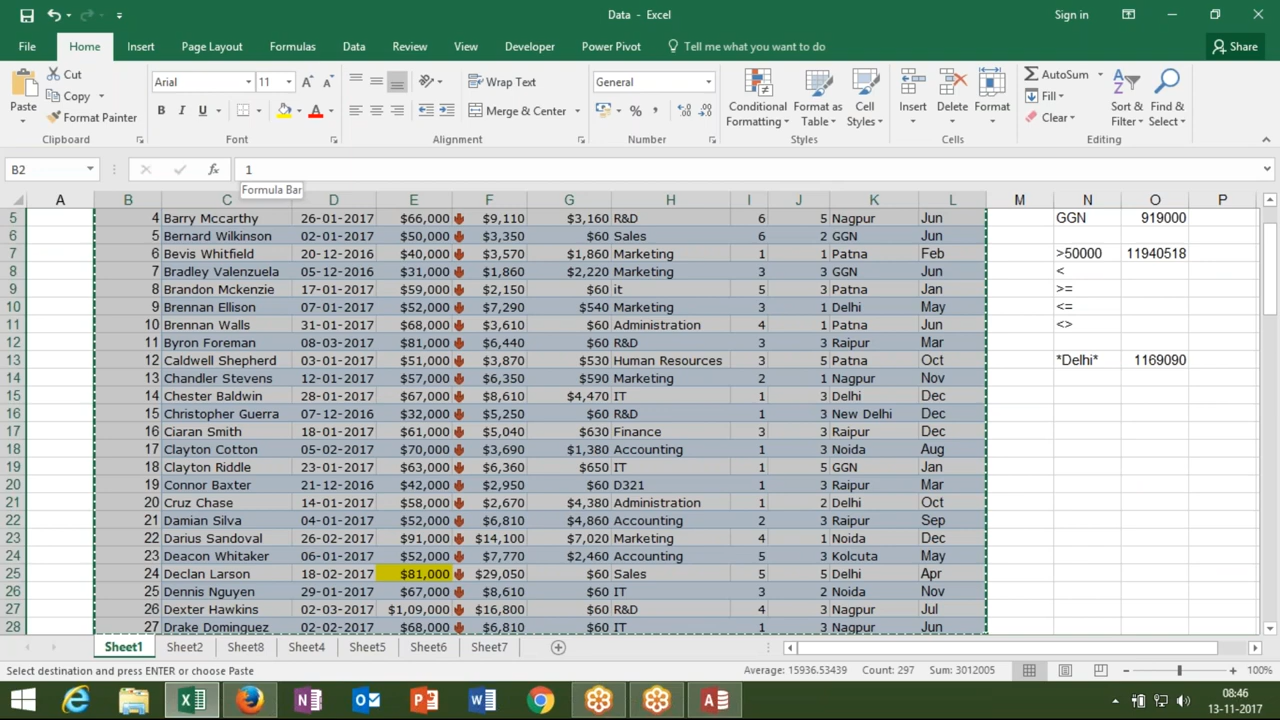 Data - Excel
Sign in
File Home Insert Page Layout Formulas Data Review View Developer Power Pivot Tell me what you want to do Share
Cut
Copy
Format Painter
Paste
Clipboard
Arial 11
B I U
Font
Wrap Text
Merge & Center
Alignment
General
% ,
Number
Conditional Formatting
Format as Table
Cell Styles
Styles
Insert Delete Format
Cells
AutoSum
Fill
Clear
Sort & Filter
Find & Select
Editing
B2 fx 1
Formula Bar
A B C D E F G H I J K L M N O P
5 4 Barry Mccarthy 26-01-2017 $66,000 $9,110 $3,160 R&D 6 5 Nagpur Jun GGN 919000
6 5 Bernard Wilkinson 02-01-2017 $50,000 $3,350 $60 Sales 6 2 GGN Jun
7 6 Bevis Whitfield 20-12-2016 $40,000 $3,570 $1,860 Marketing 1 1 Patna Feb >50000 11940518
8 7 Bradley Valenzuela 05-12-2016 $31,000 $1,860 $2,220 Marketing 3 3 GGN Jun <
9 8 Brandon Mckenzie 17-01-2017 $59,000 $2,150 $60 it 5 3 Patna Jan >=
10 9 Brennan Ellison 07-01-2017 $52,000 $7,290 $540 Marketing 3 1 Delhi May <=
11 10 Brennan Walls 31-01-2017 $68,000 $3,610 $60 Administration 4 1 Patna Jun <>
12 11 Byron Foreman 08-03-2017 $81,000 $6,440 $60 R&D 3 3 Raipur Mar
13 12 Caldwell Shepherd 03-01-2017 $51,000 $3,870 $530 Human Resources 3 5 Patna Oct *Delhi* 1169090
14 13 Chandler Stevens 12-01-2017 $57,000 $6,350 $590 Marketing 2 1 Nagpur Nov
15 14 Chester Baldwin 28-01-2017 $67,000 $8,610 $4,470 IT 1 3 Delhi Dec
16 15 Christopher Guerra 07-12-2016 $32,000 $5,250 $60 R&D 1 3 New Delhi Dec
17 16 Ciaran Smith 18-01-2017 $61,000 $5,040 $630 Finance 3 3 Raipur Dec
18 17 Clayton Cotton 05-02-2017 $70,000 $3,690 $1,380 Accounting 1 3 Noida Aug
19 18 Clayton Riddle 23-01-2017 $63,000 $6,360 $650 IT 1 5 GGN Jan
20 19 Connor Baxter 21-12-2016 $42,000 $2,950 $60 D321 1 3 Raipur Mar
21 20 Cruz Chase 14-01-2017 $58,000 $2,670 $4,380 Administration 1 2 Delhi Oct
22 21 Damian Silva 04-01-2017 $52,000 $6,810 $4,860 Accounting 2 3 Raipur Sep
23 22 Darius Sandoval 26-02-2017 $91,000 $14,100 $7,020 Marketing 4 1 Noida Dec
24 23 Deacon Whitaker 06-01-2017 $52,000 $7,770 $2,460 Accounting 5 3 Kolcuta May
25 24 Declan Larson 18-02-2017 $81,000 $29,050 $60 Sales 5 5 Delhi Apr
26 25 Dennis Nguyen 29-01-2017 $67,000 $8,610 $60 IT 3 2 Noida Nov
27 26 Dexter Hawkins 02-03-2017 $1,09,000 $16,800 $60 R&D 4 3 Nagpur Jul
28 27 Drake Dominguez 02-02-2017 $68,000 $6,810 $60 IT 1 3 Nagpur Jun
Sheet1 Sheet2 Sheet8 Sheet4 Sheet5 Sheet6 Sheet7
Select destination and press ENTER or choose Paste Average: 15936.53439 Count: 297 Sum: 3012005 100%
08:46
13-11-2017